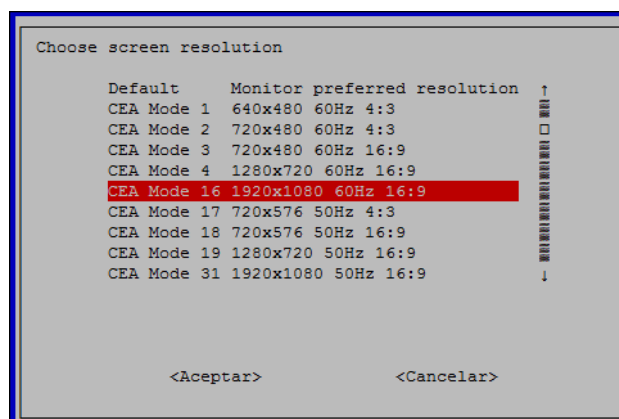 Choose screen resolution
Default Monitor preferred resolution
CEA Mode 1 640x480 60Hz 4:3
CEA Mode 2 720x480 60Hz 4:3
CEA Mode 3 720x480 60Hz 16:9
CEA Mode 4 1280x720 60Hz 16:9
CEA Mode 16 1920x1080 60Hz 16:9
CEA Mode 17 720x576 50Hz 4:3
CEA Mode 18 720x576 50Hz 16:9
CEA Mode 19 1280x720 50Hz 16:9
CEA Mode 31 1920x1080 50Hz 16:9
<Aceptar> <Cancelar>